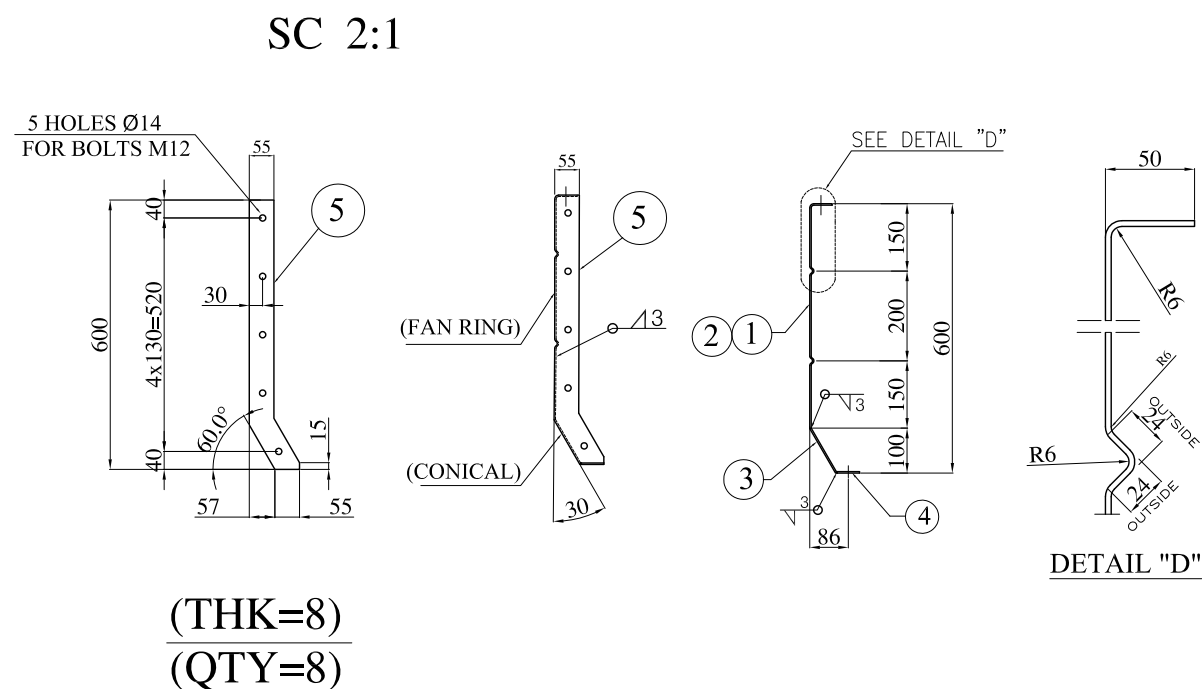 SC 2:1
5 HOLES Ø14
FOR BOLTS M12
55
40
5
30
4x130=520
600
60.0°
15
40
57
55
(THK=8)
(QTY=8)
55
5
(FAN RING)
3
(CONICAL)
30
SEE DETAIL "D"
150
200
600
2
1
150
3
100
3
3
4
86
50
R6
R6
24
OUTSIDE
R6
24
OUTSIDE
DETAIL "D"